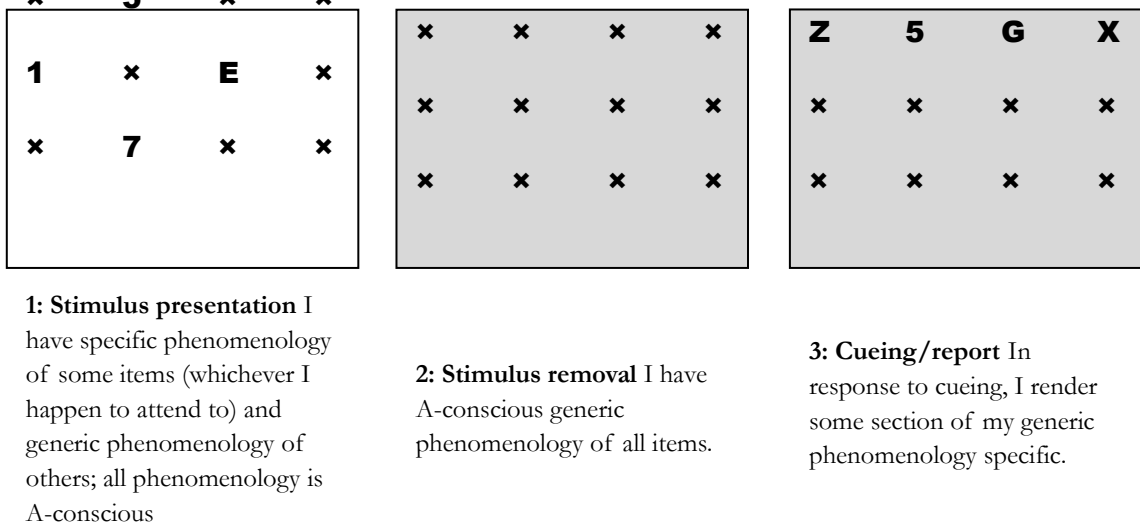 1 × E ×
× 7 × ×
× × × ×
× × × ×
× × × ×
Z 5 G X
× × × ×
× × × ×
1: Stimulus presentation I
have specific phenomenology
of some items (whichever I
happen to attend to) and
generic phenomenology of
others; all phenomenology is
A-conscious
2: Stimulus removal I have
A-conscious generic
phenomenology of all items.
3: Cueing/report In
response to cueing, I render
some section of my generic
phenomenology specific.